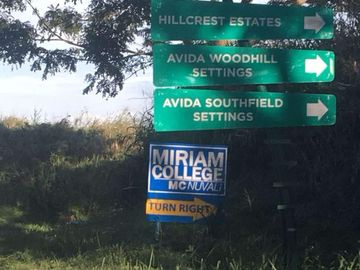 HILLCREST ESTATES
AVIDA WOODHILL
SETTINGS
AVIDA SOUTHFIELD
SETTINGS
MIRIAM
COLLEGE
MC NUVALI
TURN RIGHT